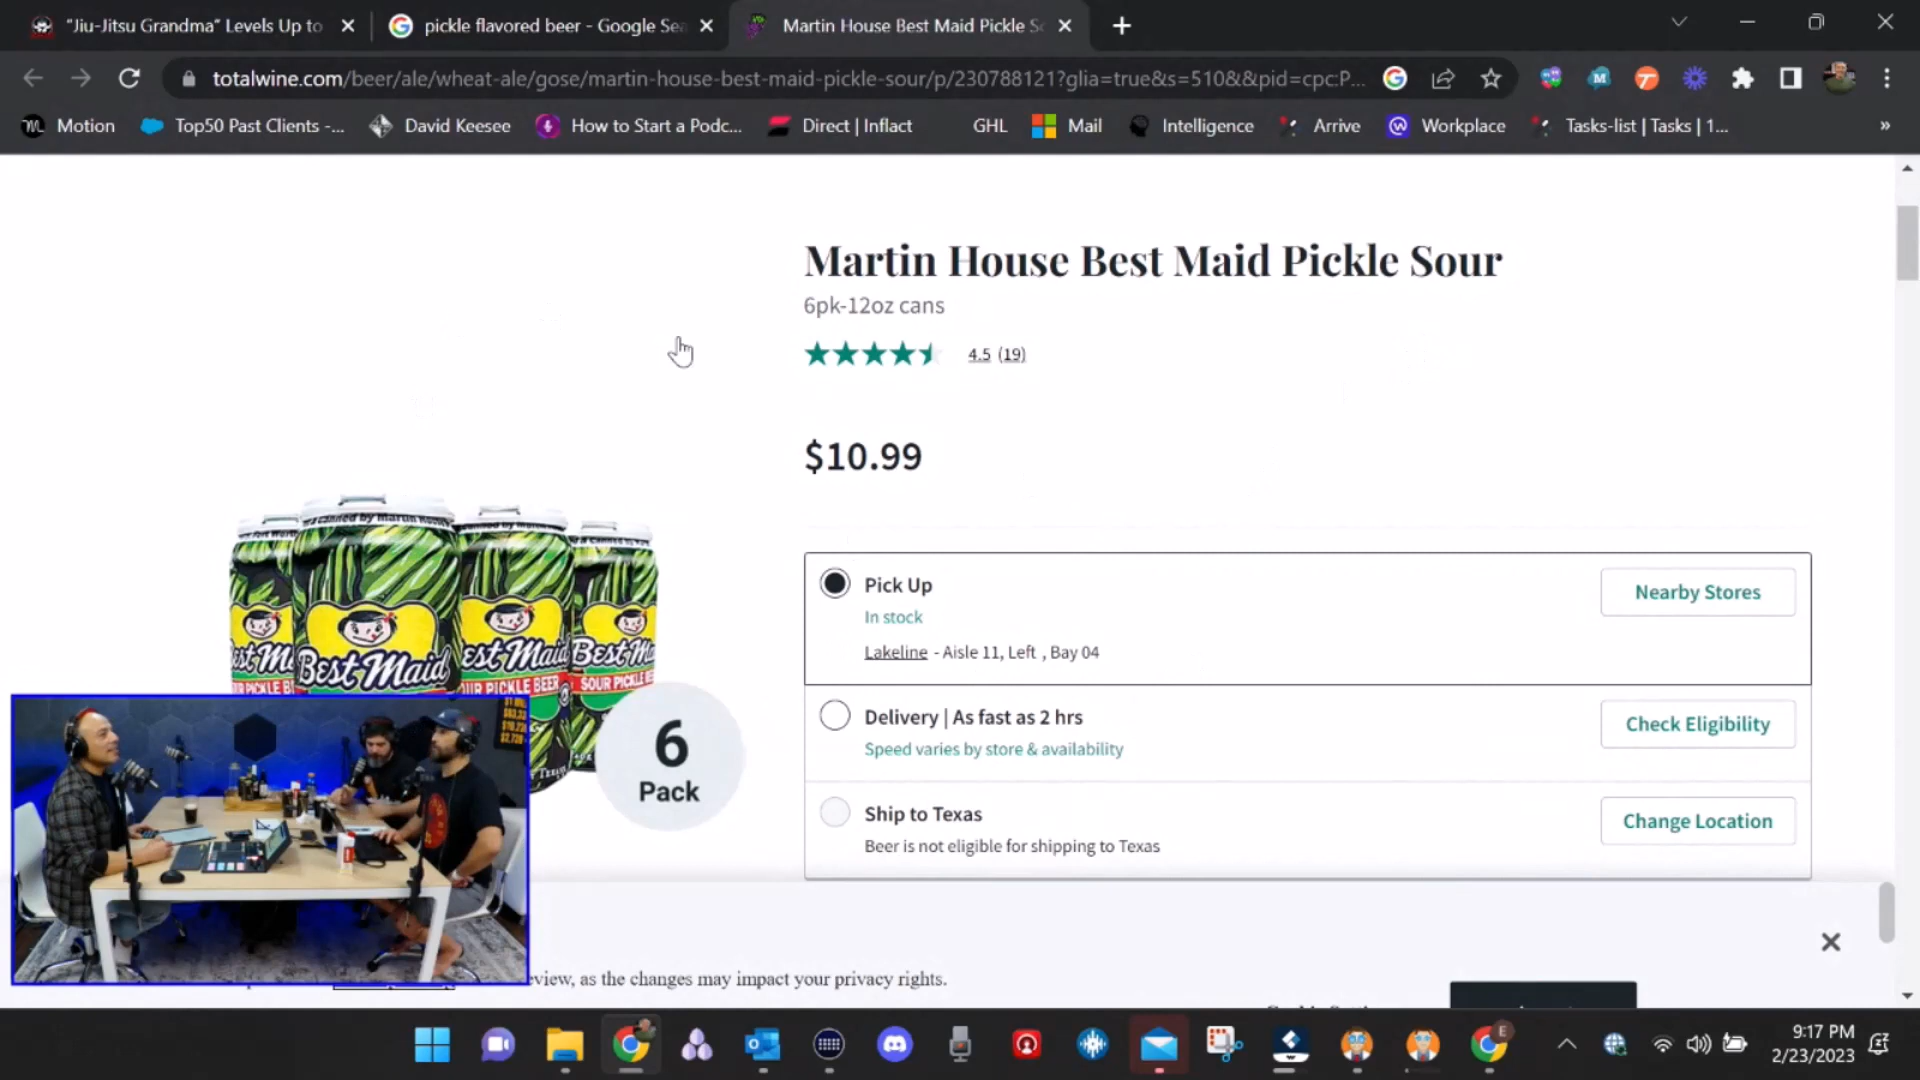 "Jiu-Jitsu Grandma" Levels Up to
pickle flavored beer - Google Sea
Martin House Best Maid Pickle So
totalwine.com/beer/ale/wheat-ale/gose/martin-house-best-maid-pickle-sour/p/230788121?glia=true&s=510&&pid=cpc:P...
Motion
Top50 Past Clients -...
David Keesee
How to Start a Podc...
Direct | Inflact
GHL
Mail
Intelligence
Arrive
Workplace
Tasks-list | Tasks | 1...
»
Martin House Best Maid Pickle Sour
6pk-12oz cans
4.5 (19)
$10.99
Pick Up
In stock
Lakeline - Aisle 11, Left , Bay 04
Nearby Stores
Delivery | As fast as 2 hrs
Speed varies by store & availability
Check Eligibility
Ship to Texas
Beer is not eligible for shipping to Texas
Change Location
Best Maid
SOUR PICKLE BEER
6
Pack
eview, as the changes may impact your privacy rights.
9:17 PM
2/23/2023